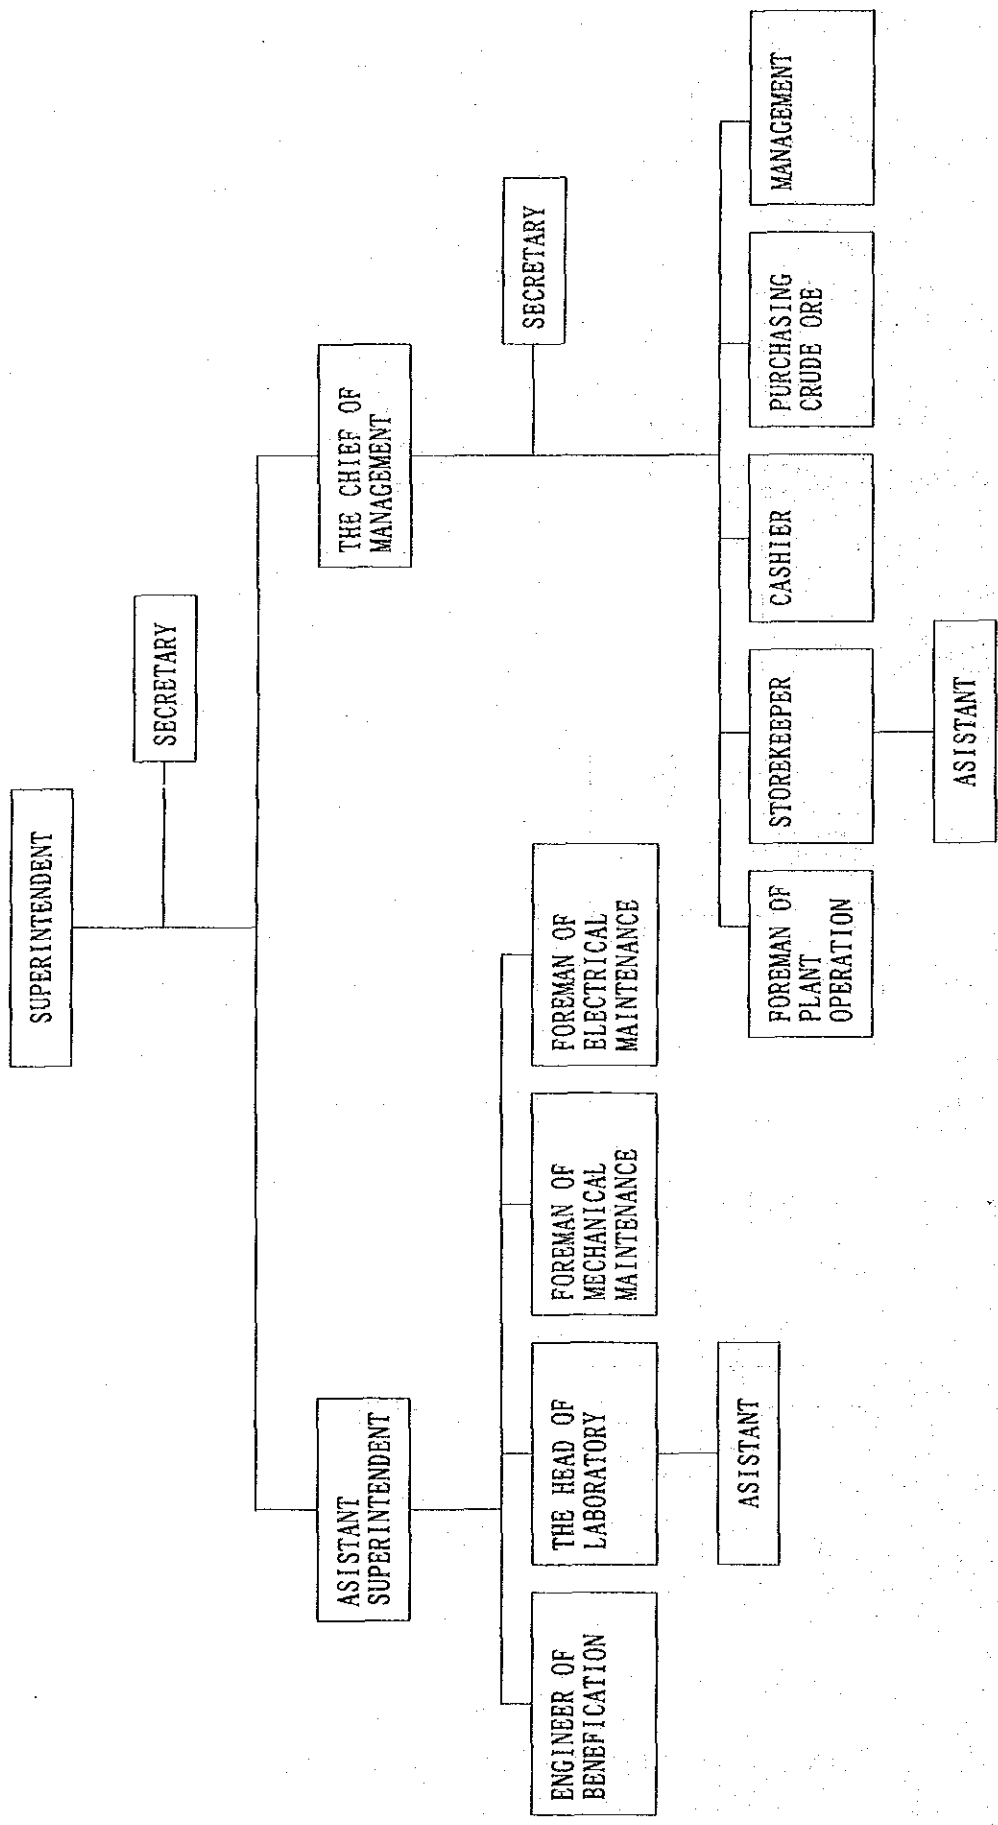 SUPERINTENDENT
SECRETARY
ASISTANT
SUPERINTENDENT
THE CHIEF OF
MANAGEMENT
SECRETARY
ENGINEER OF
BENEFICATION
THE HEAD OF
LABORATORY
FOREMAN OF
MECHANICAL
MAINTENANCE
FOREMAN OF
ELECTRICAL
MAINTENANCE
ASISTANT
FOREMAN OF
PLANT
OPERATION
STOREKEEPER
CASHIER
PURCHASING
CRUDE ORE
MANAGEMENT
ASISTANT